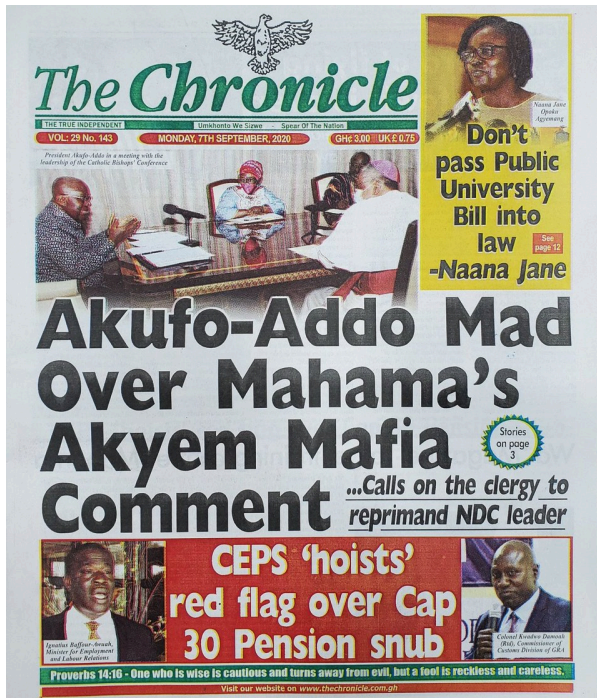 The Chronicle
THE TRUE INDEPENDENT
Umkhonto We Sizwe - Spear Of The Nation
VOL: 29 No. 143
MONDAY, 7TH SEPTEMBER, 2020
GH¢ 3.00 UK £ 0.75
President Akufo-Addo in a meeting with the
leadership of the Catholic Bishops' Conference
Naana Jane
Opoku
Agyemang
Don't
pass Public
University
Bill into
law
See
page 12
-Naana Jane
Akufo-Addo Mad
Over Mahama's
Akyem Mafia
Comment
Stories
on page
3
...Calls on the clergy to
reprimand NDC leader
Ignatius Baffour-Awuah,
Minister for Employment
and Labour Relations
CEPS 'hoists'
red flag over Cap
30 Pension snub
Colonel Kwadwo Damoah
(Rtd), Commissioner of
Customs Division of GRA
Proverbs 14:16 - One who is wise is cautious and turns away from evil, but a fool is reckless and careless.
Visit our website on www.thechronicle.com.gh